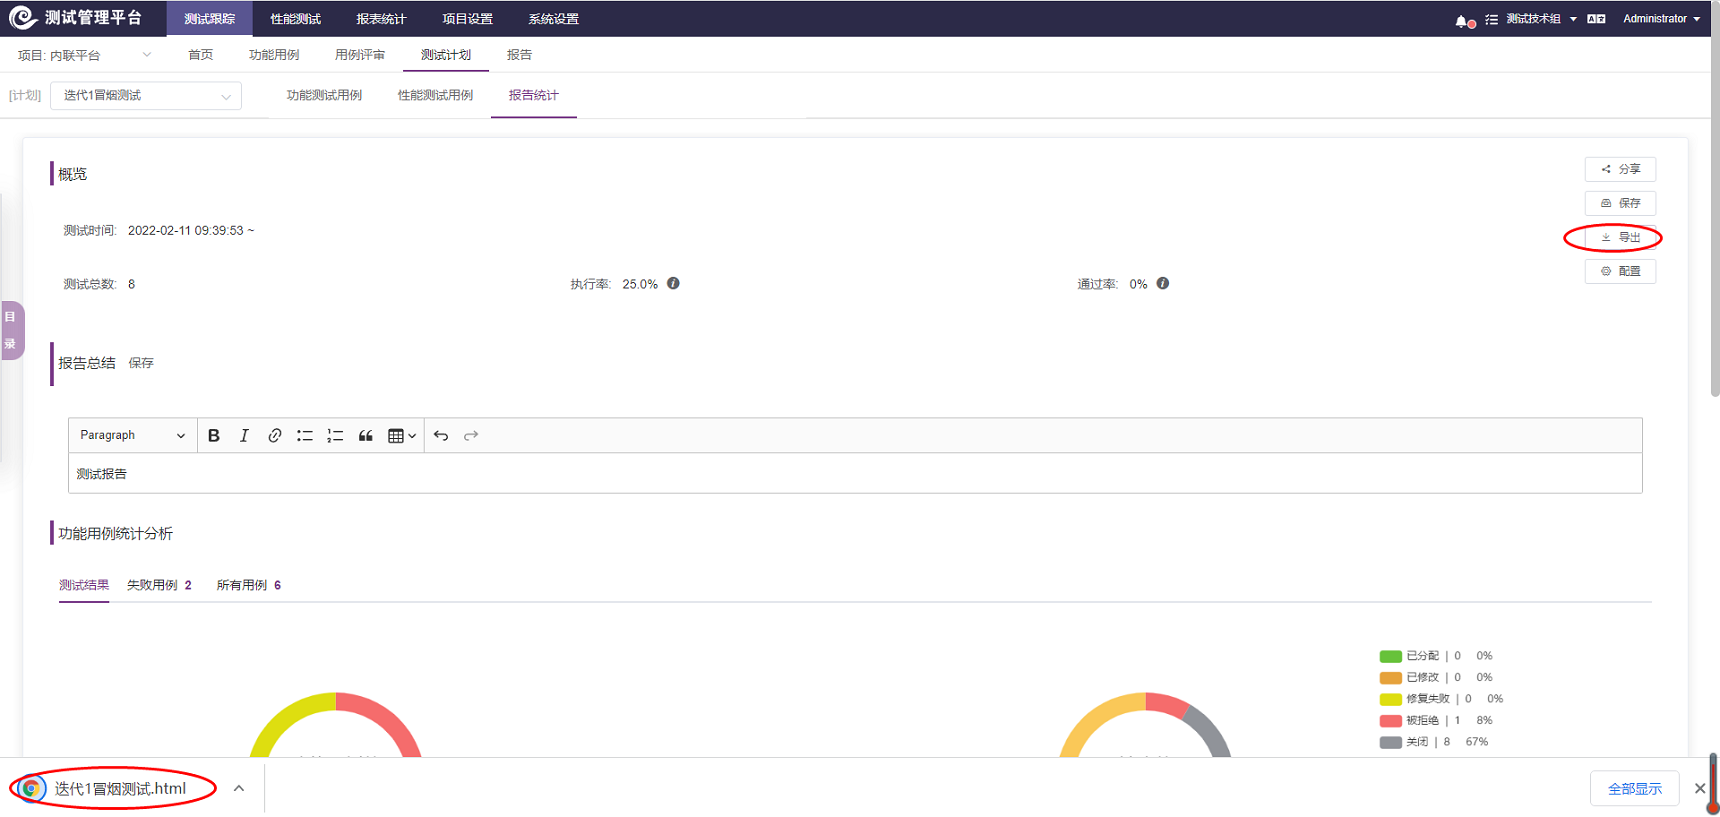 测试管理平台 测试跟踪 性能测试 报表统计 项目设置 系统设置 测试技术组 Administrator
项目: 内联平台 首页 功能用例 用例评审 测试计划 报告
[计划] 迭代1冒烟测试 功能测试用例 性能测试用例 报告统计
概览
分享
保存
导出
配置
测试时间: 2022-02-11 09:39:53 ~
测试总数: 8 执行率: 25.0% 通过率: 0%
目录
报告总结 保存
Paragraph
测试报告
功能用例统计分析
测试结果 失败用例 2 所有用例 6
已分配 | 0 0%
已修改 | 0 0%
修复失败 | 0 0%
被拒绝 | 1 8%
关闭 | 8 67%
迭代1冒烟测试.html 全部显示